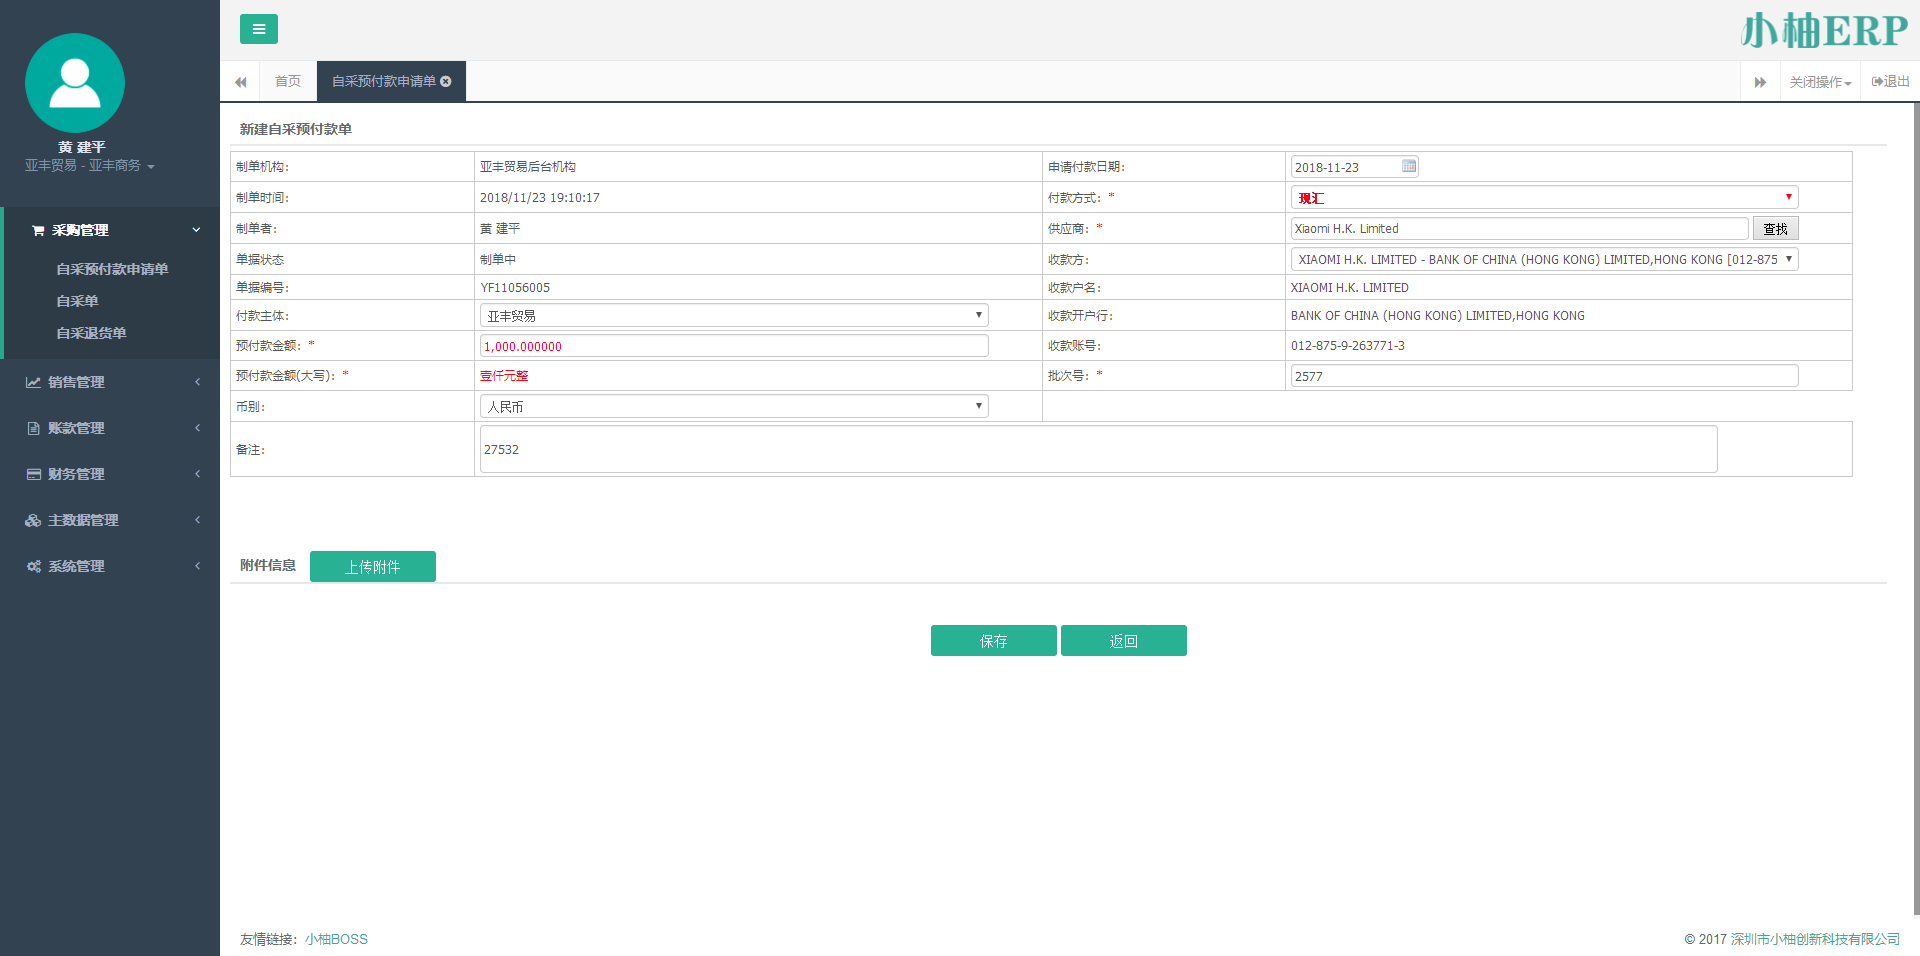 小柚ERP
首页
自采预付款申请单
关闭操作
退出
黄 建平
亚丰贸易 - 亚丰商务
采购管理
自采预付款申请单
自采单
自采退货单
销售管理
账款管理
财务管理
主数据管理
系统管理
新建自采预付款单
制单机构: 亚丰贸易后台机构 申请付款日期: 2018-11-23
制单时间: 2018/11/23 19:10:17 付款方式: * 现汇
制单者: 黄 建平 供应商: * Xiaomi H.K. Limited 查找
单据状态 制单中 收款方: XIAOMI H.K. LIMITED - BANK OF CHINA (HONG KONG) LIMITED,HONG KONG [012-875
单据编号: YF11056005 收款户名: XIAOMI H.K. LIMITED
付款主体: 亚丰贸易 收款开户行: BANK OF CHINA (HONG KONG) LIMITED,HONG KONG
预付款金额: * 1,000.000000 收款账号: 012-875-9-263771-3
预付款金额(大写): * 壹仟元整 批次号: * 2577
币别: 人民币
备注: 27532
附件信息 上传附件
保存 返回
友情链接: 小柚BOSS
© 2017 深圳市小柚创新科技有限公司